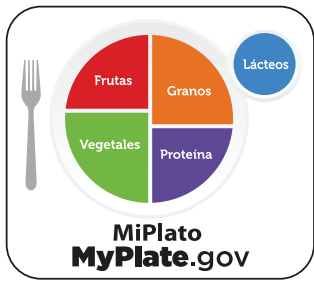 Frutas
Granos
Lácteos
Vegetales
Proteína
MiPlato
MyPlate.gov